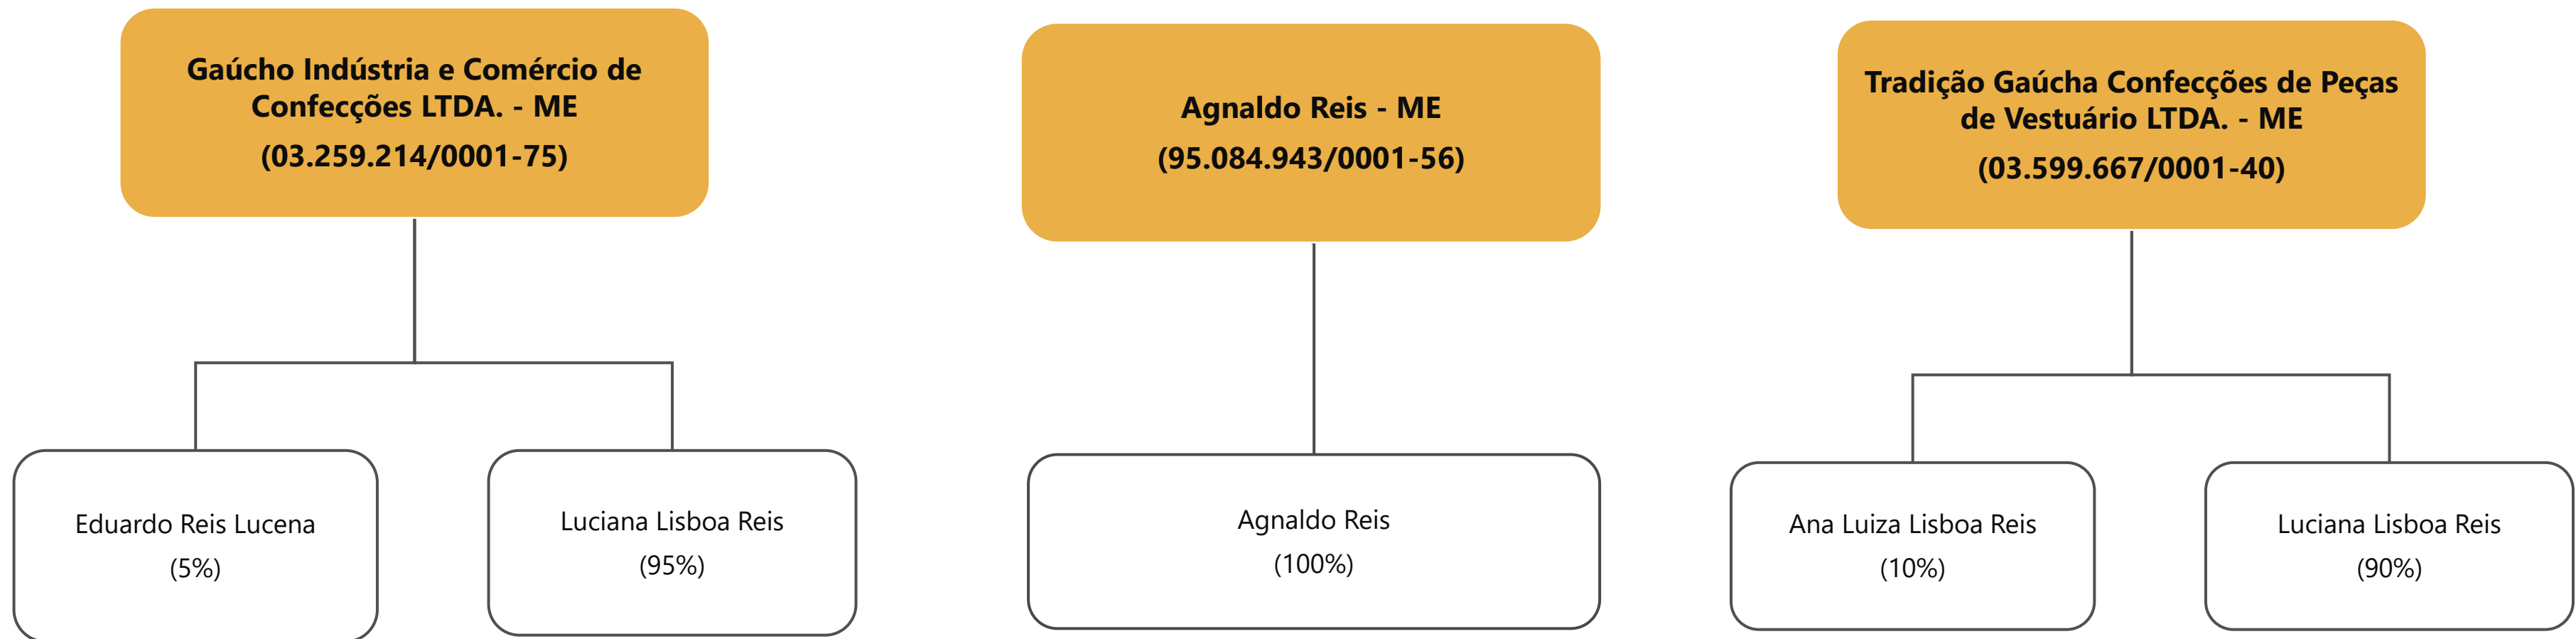 Gaúcho Indústria e Comércio de
Confecções LTDA. - ME
(03.259.214/0001-75)
Agnaldo Reis - ME
(95.084.943/0001-56)
Tradição Gaúcha Confecções de Peças
de Vestuário LTDA. - ME
(03.599.667/0001-40)
Eduardo Reis Lucena
(5%)
Luciana Lisboa Reis
(95%)
Agnaldo Reis
(100%)
Ana Luiza Lisboa Reis
(10%)
Luciana Lisboa Reis
(90%)